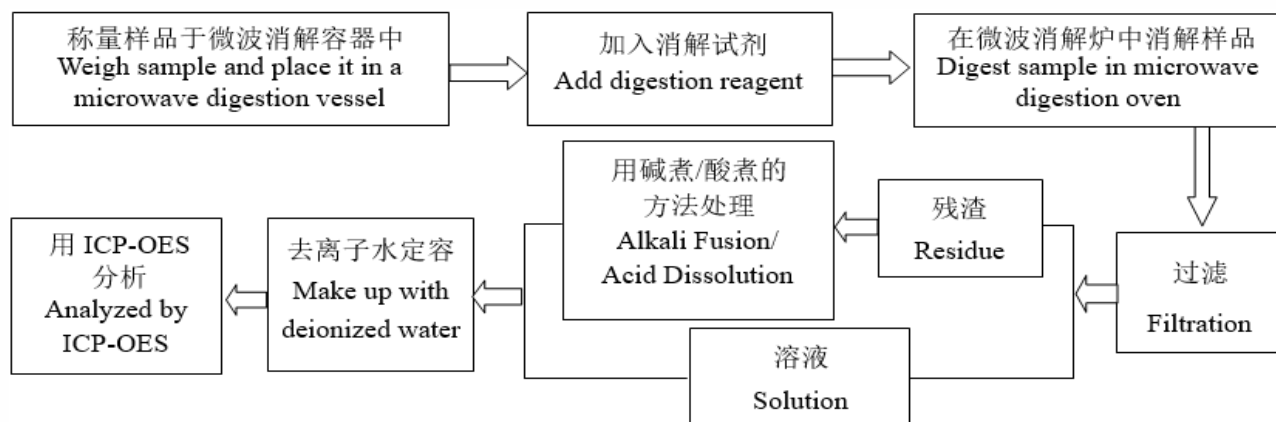 称量样品于微波消解容器中
Weigh sample and place it in a
microwave digestion vessel
加入消解试剂
Add digestion reagent
在微波消解炉中消解样品
Digest sample in microwave
digestion oven
过滤
Filtration
残渣
Residue
用碱煮/酸煮的
方法处理
Alkali Fusion/
Acid Dissolution
溶液
Solution
去离子水定容
Make up with
deionized water
用 ICP-OES
分析
Analyzed by
ICP-OES